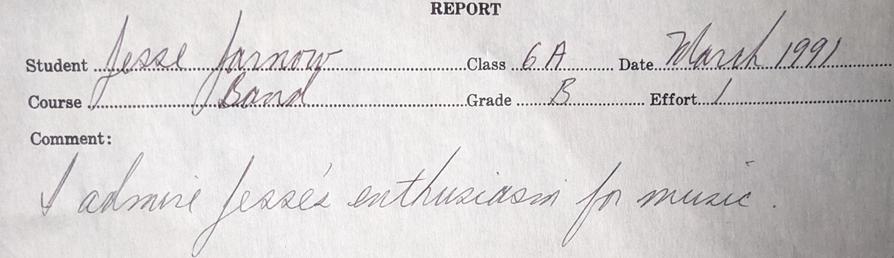 REPORT
Student Jesse Jarnow Class 6A Date March 1991
Course Band Grade B Effort 1
Comment:
I admire Jesse's enthusiasm for music.